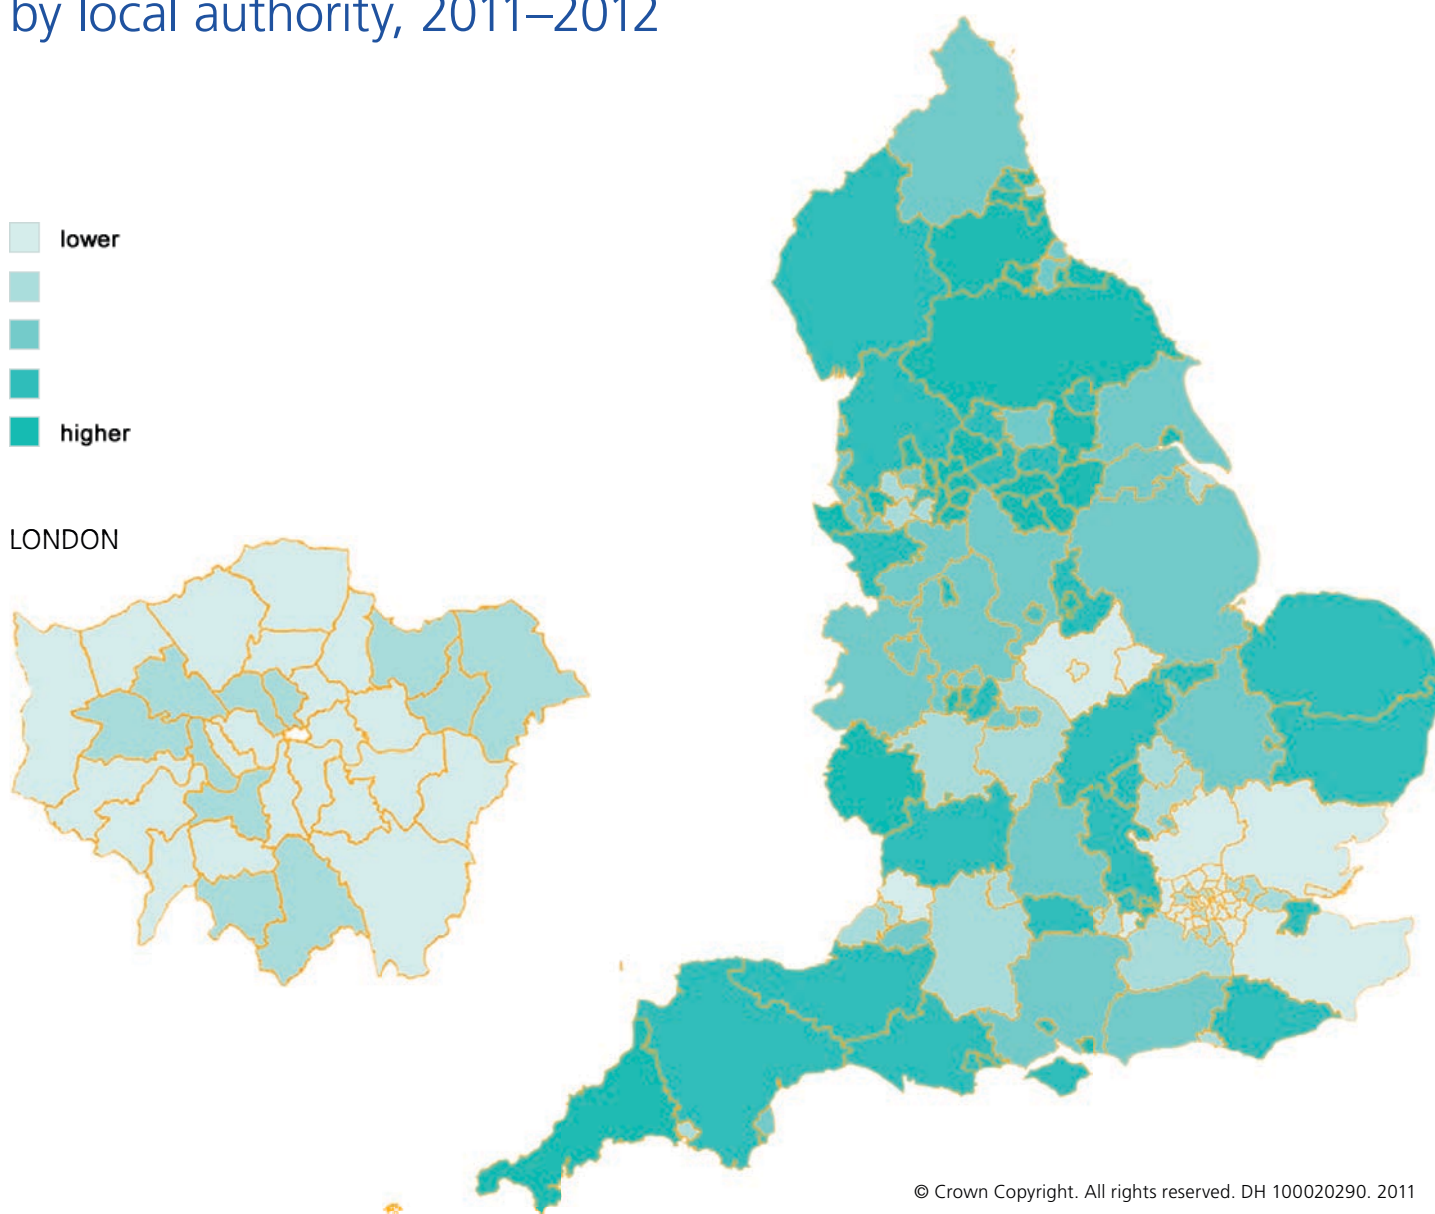 by local authority, 2011–2012
lower
higher
LONDON
© Crown Copyright. All rights reserved. DH 100020290. 2011